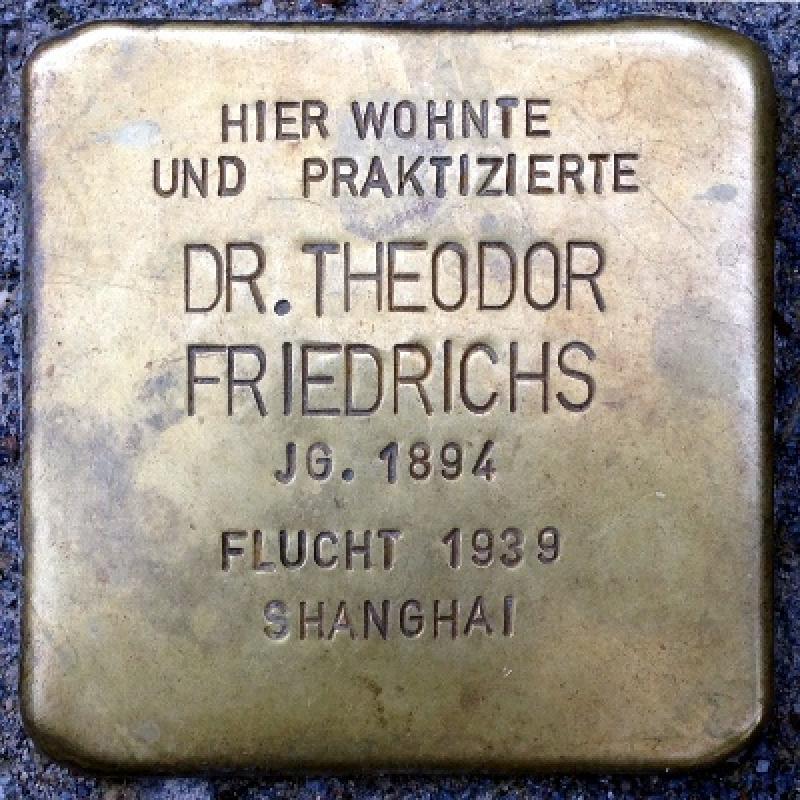 HIER WOHNTE
UND PRAKTIZIERTE
DR. THEODOR
FRIEDRICHS
JG. 1894
FLUCHT 1939
SHANGHAI